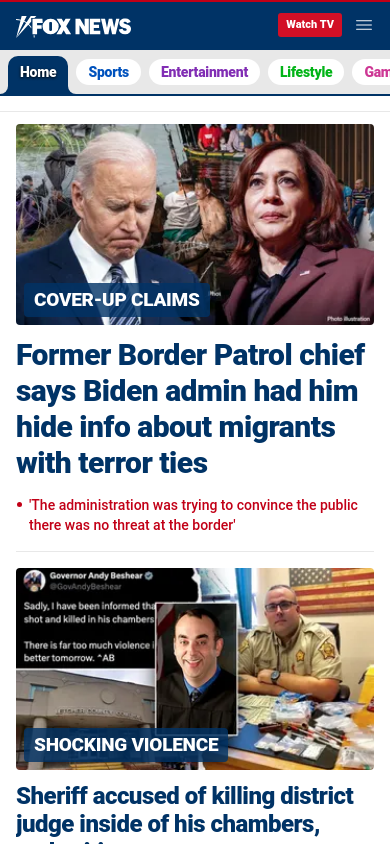 FOX NEWS
Watch TV
Home
Sports
Entertainment
Lifestyle
Gam
COVER-UP CLAIMS
Photo illustration
Former Border Patrol chief
says Biden admin had him
hide info about migrants
with terror ties
'The administration was trying to convince the public
there was no threat at the border'
Governor Andy Beshear
@GovAndyBeshear
Sadly, I have been informed tha
shot and killed in his chambers
There is far too much violence i
better tomorrow. ^AB
SHOCKING VIOLENCE
Sheriff accused of killing district
judge inside of his chambers,